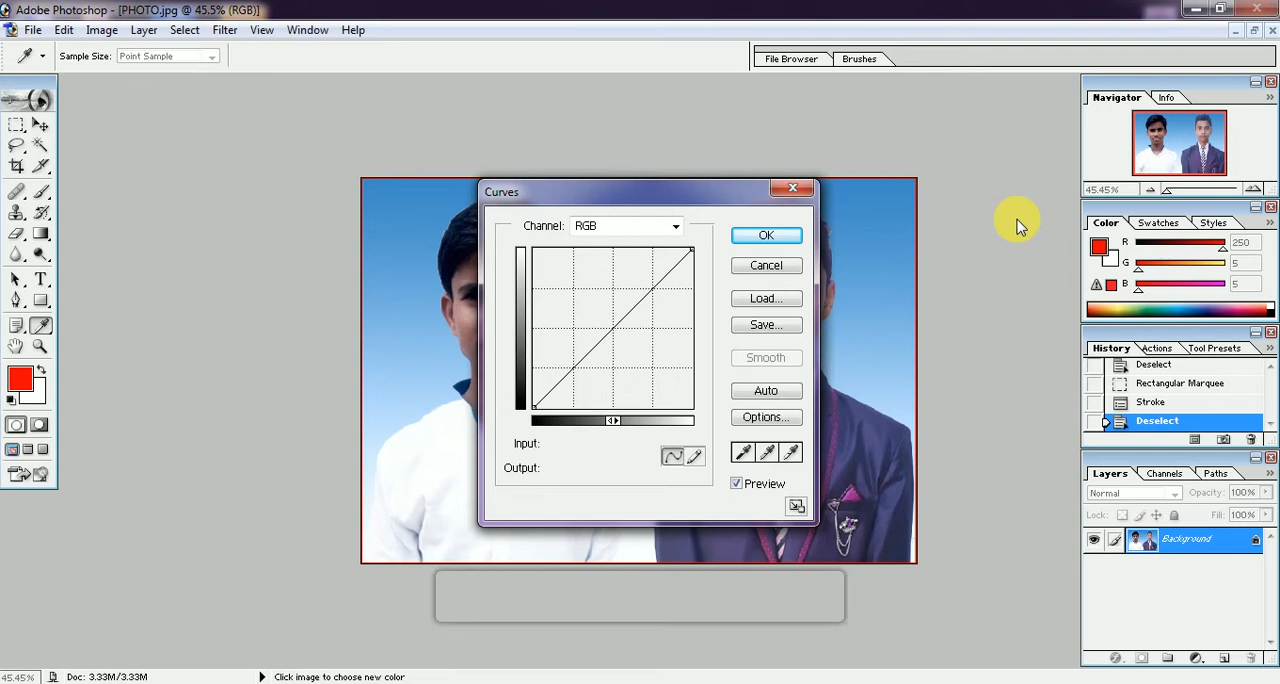 Adobe Photoshop - [PHOTO.jpg @ 45.5% (RGB)]
File Edit Image Layer Select Filter View Window Help
Sample Size: Point Sample
File Browser Brushes
Navigator Info
45.45%
Color Swatches Styles
R 250
G 5
B 5
History Actions Tool Presets
Deselect
Rectangular Marquee
Stroke
Deselect
Layers Channels Paths
Normal Opacity: 100%
Lock: Fill: 100%
Background
Curves
Channel: RGB
OK
Cancel
Load...
Save...
Smooth
Auto
Options...
Input:
Output:
Preview
45.45% Doc: 3.33M/3.33M Click image to choose new color